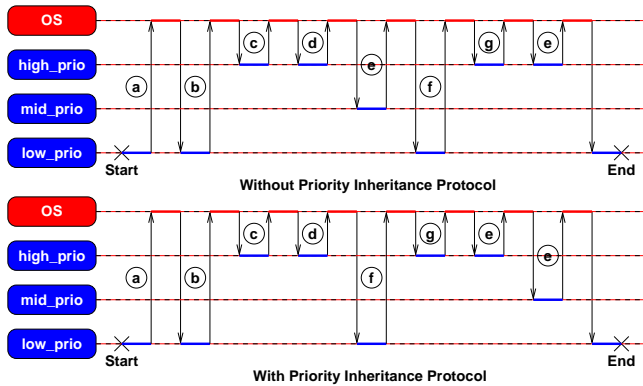 OS
c d g e
high_prio
e
a b f
mid_prio
low_prio
Start End
Without Priority Inheritance Protocol
OS
c d g e
high_prio
e
a b f
mid_prio
low_prio
Start End
With Priority Inheritance Protocol